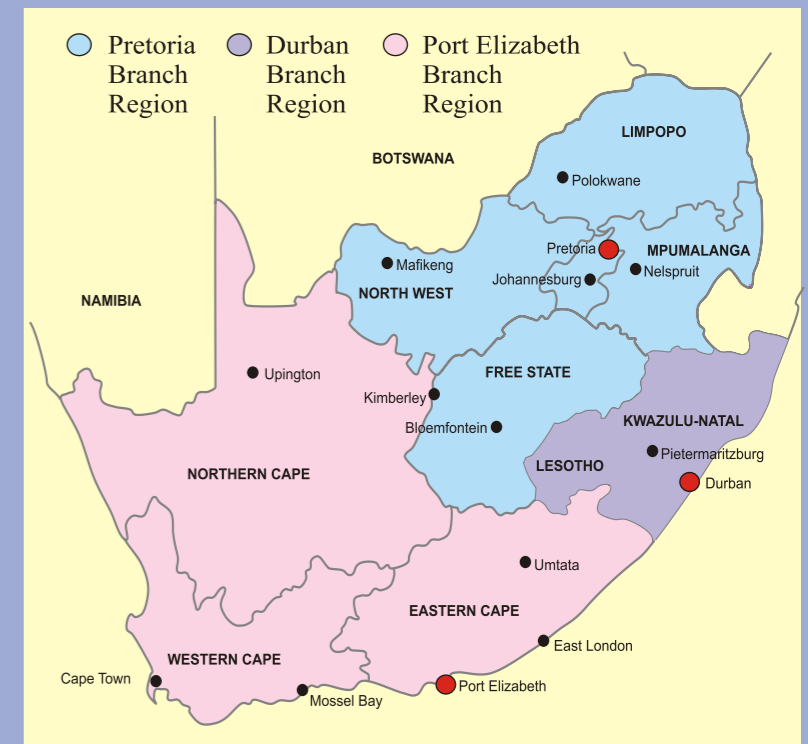 Pretoria
Branch
Region
Durban
Branch
Region
Port Elizabeth
Branch
Region
LIMPOPO
BOTSWANA
Polokwane
Pretoria
MPUMALANGA
Mafikeng
Nelspruit
Johannesburg
NORTH WEST
NAMIBIA
Upington
FREE STATE
Kimberley
KWAZULU-NATAL
Bloemfontein
Pietermaritzburg
LESOTHO
NORTHERN CAPE
Durban
Umtata
EASTERN CAPE
East London
WESTERN CAPE
Cape Town
Port Elizabeth
Mossel Bay